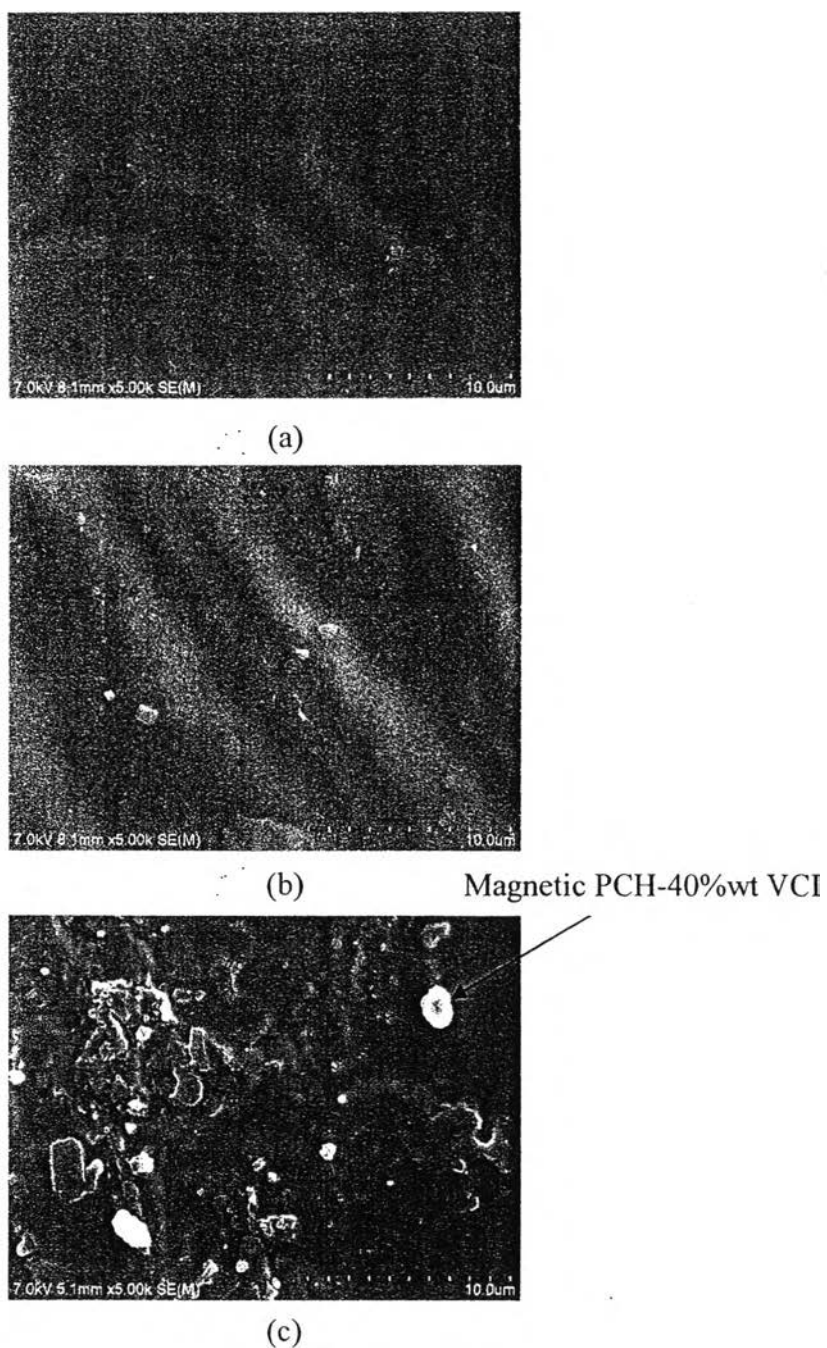 7.0kV 8.1mm x5.00k SE(M) 10.0um
(a)
7.0kV 8.1mm x5.00k SE(M) 10.0um
(b)
Magnetic PCH-40%wt VCI
7.0kV 5.1mm x5.00k SE(M) 10.0um
(c)